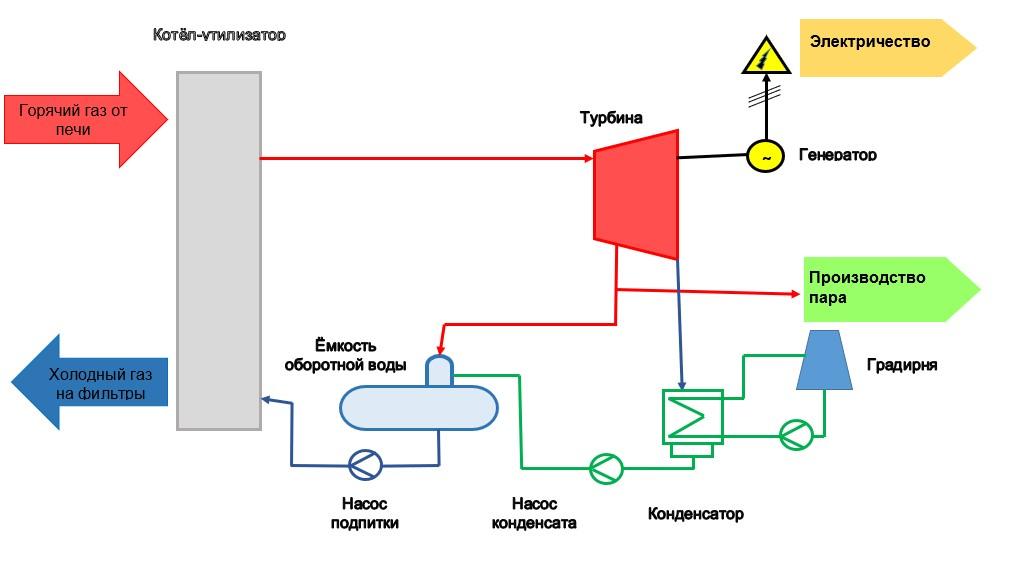 Котёл-утилизатор
Электричество
Горячий газ от
печи
Турбина
~
Генератор
Производство
пара
Ёмкость
оборотной воды
Градирня
Холодный газ
на фильтры
Насос
подпитки
Насос
конденсата
Конденсатор